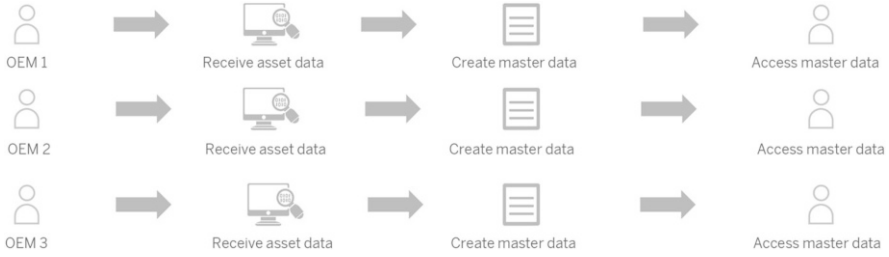 OEM 1
Receive asset data
Create master data
Access master data
OEM 2
Receive asset data
Create master data
Access master data
OEM 3
Receive asset data
Create master data
Access master data